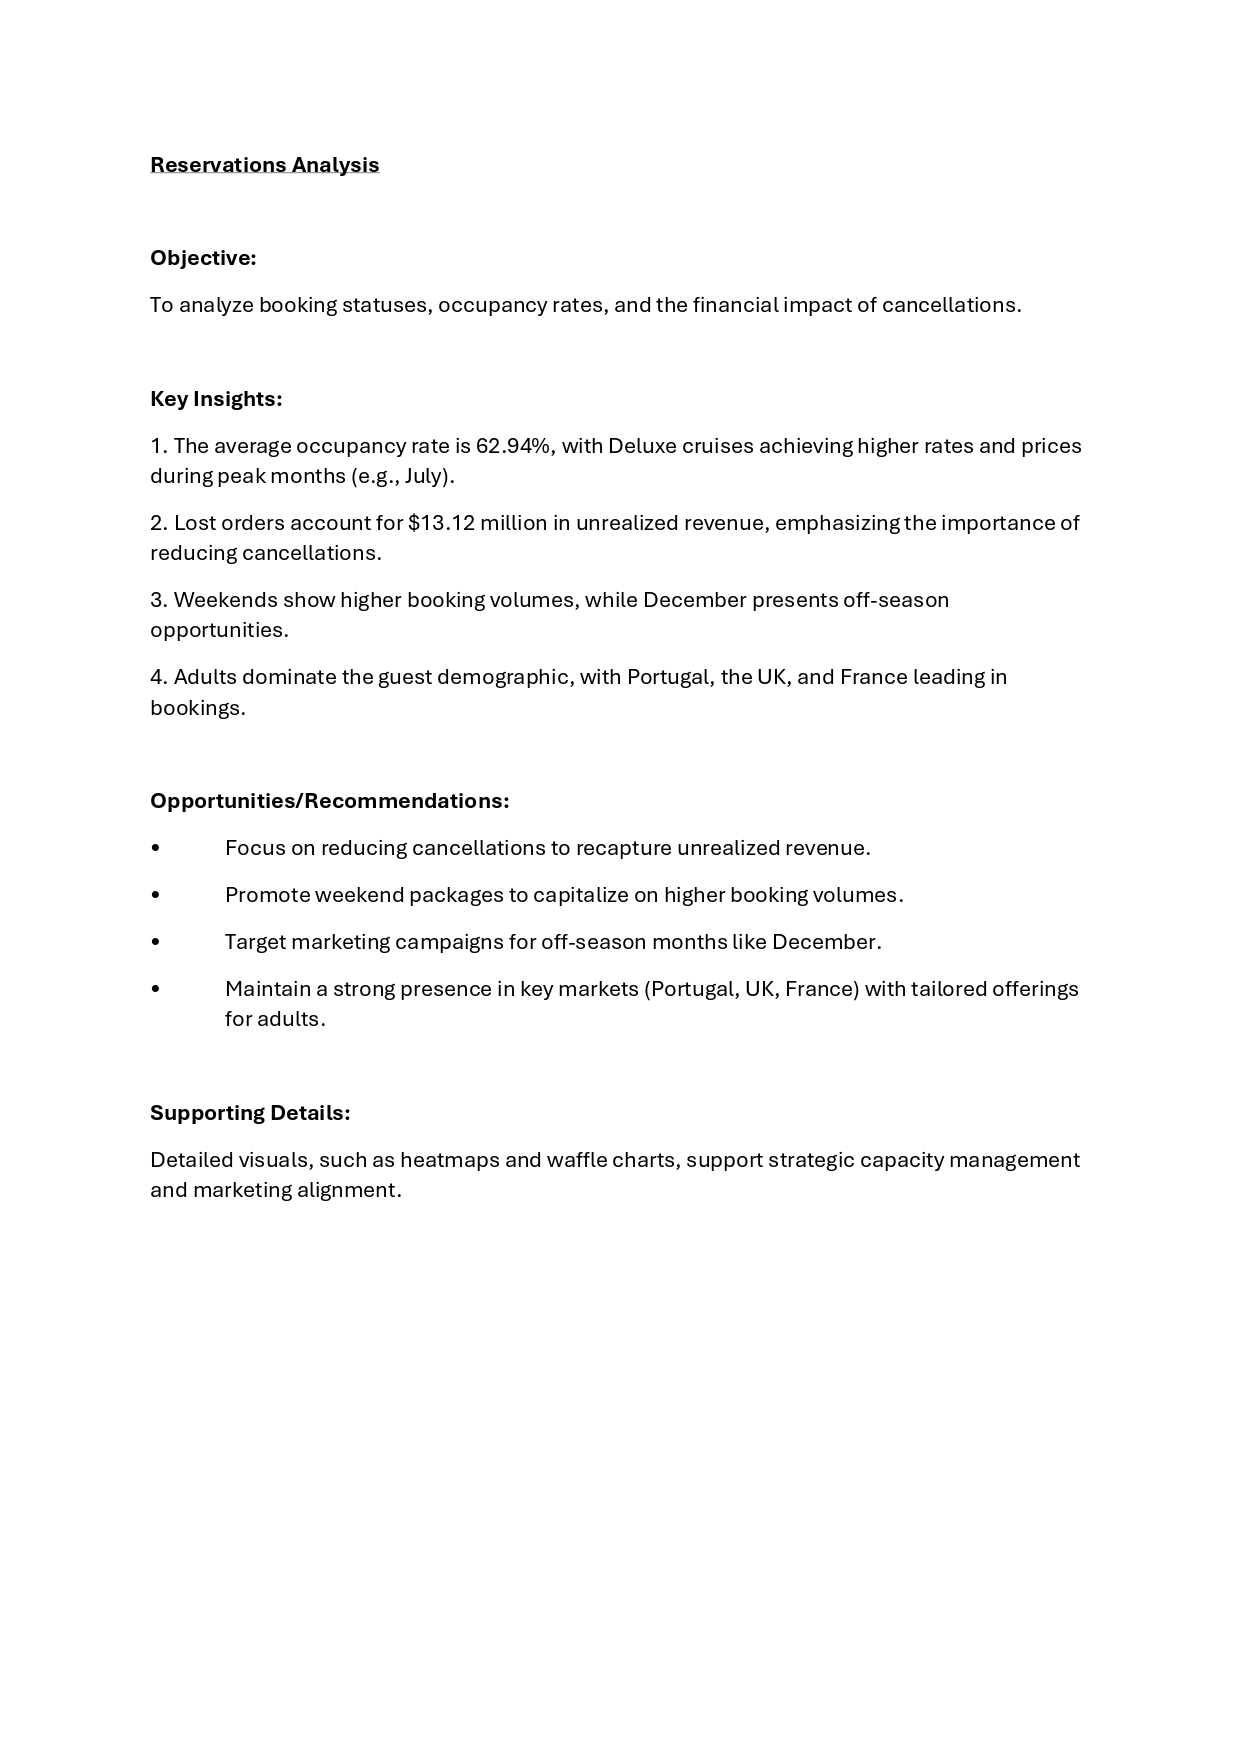 Reservations Analysis
Objective:
To analyze booking statuses, occupancy rates, and the financial impact of cancellations.
Key Insights:
1. The average occupancy rate is 62.94%, with Deluxe cruises achieving higher rates and prices
during peak months (e.g., July).
2. Lost orders account for $13.12 million in unrealized revenue, emphasizing the importance of
reducing cancellations.
3. Weekends show higher booking volumes, while December presents off-season
opportunities.
4. Adults dominate the guest demographic, with Portugal, the UK, and France leading in
bookings.
Opportunities/Recommendations:
• Focus on reducing cancellations to recapture unrealized revenue.
• Promote weekend packages to capitalize on higher booking volumes.
• Target marketing campaigns for off-season months like December.
• Maintain a strong presence in key markets (Portugal, UK, France) with tailored offerings
for adults.
Supporting Details:
Detailed visuals, such as heatmaps and waffle charts, support strategic capacity management
and marketing alignment.